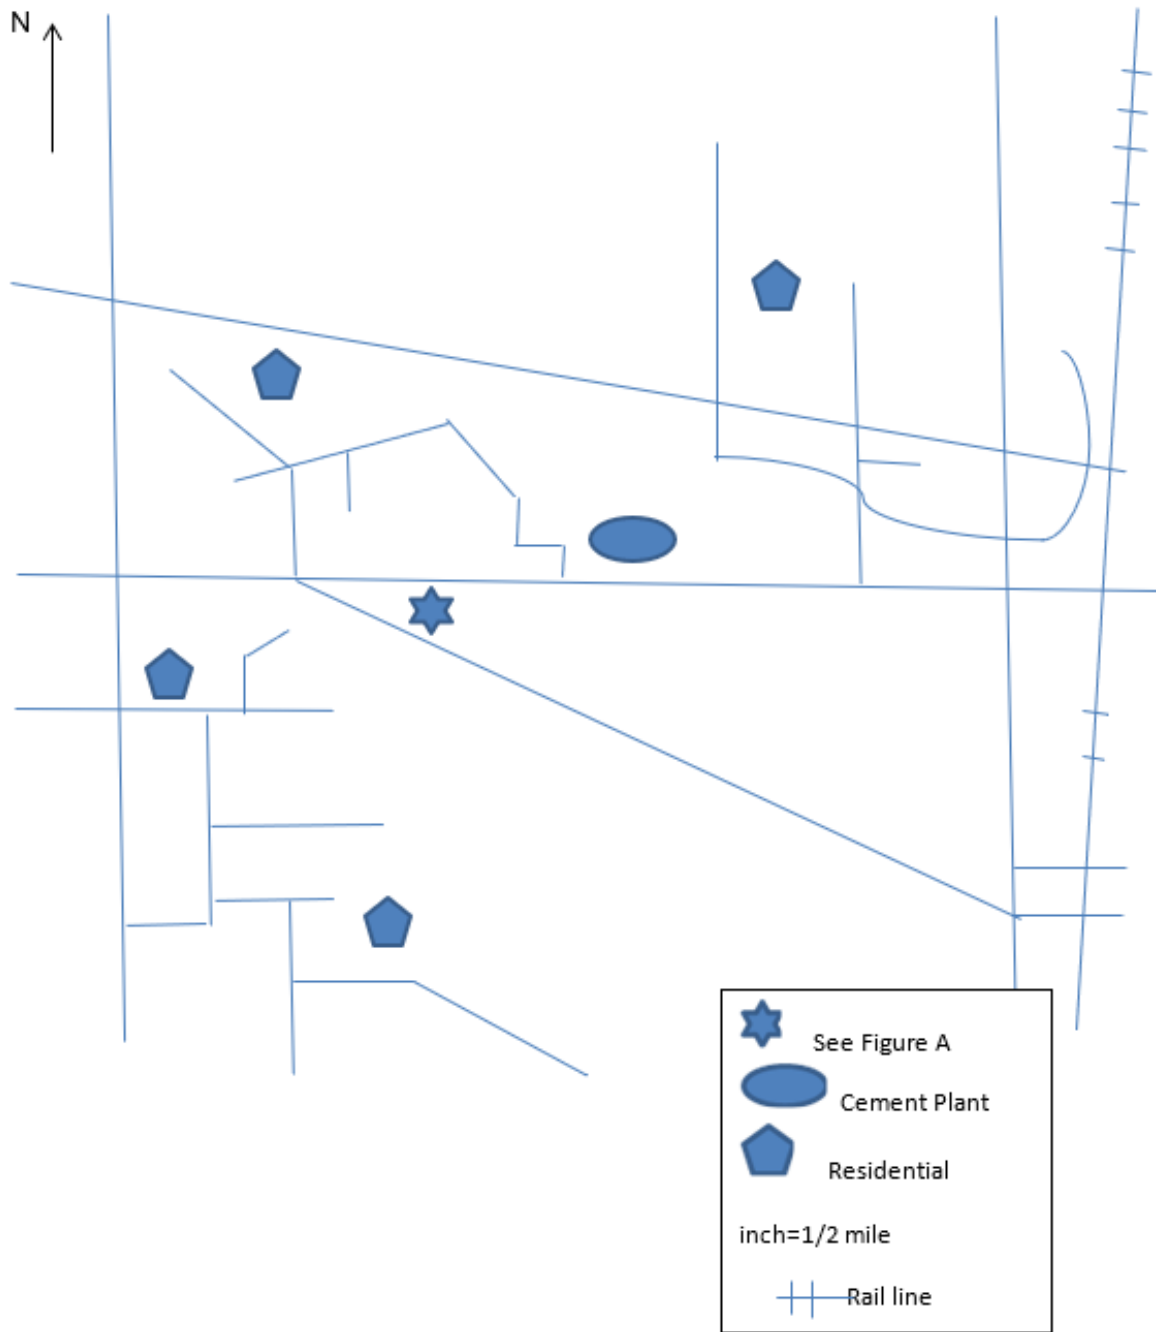 N
See Figure A
Cement Plant
Residential
inch=1/2 mile
Rail line